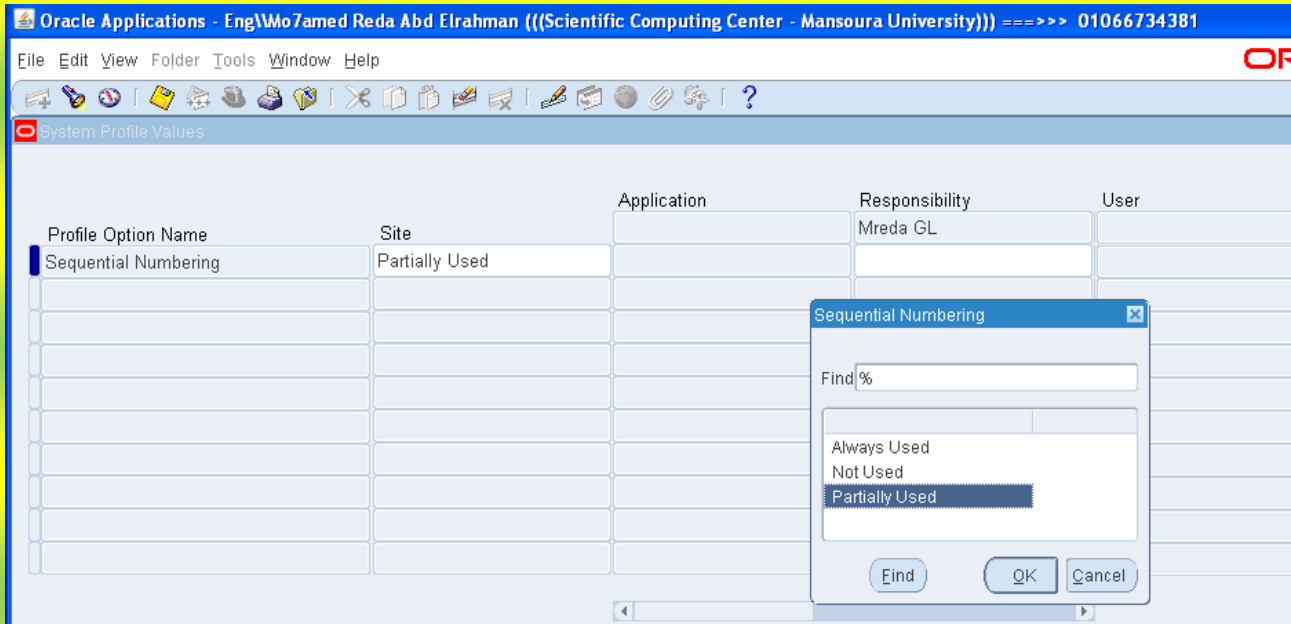 Oracle Applications - Eng\\Mo7amed Reda Abd Elrahman (((Scientific Computing Center - Mansoura University))) ===>>> 01066734381
File Edit View Folder Tools Window Help
OR
System Profile Values
Application Responsibility User
Profile Option Name Site Mreda GL
Sequential Numbering Partially Used
Sequential Numbering
Find %
Always Used
Not Used
Partially Used
Find OK Cancel